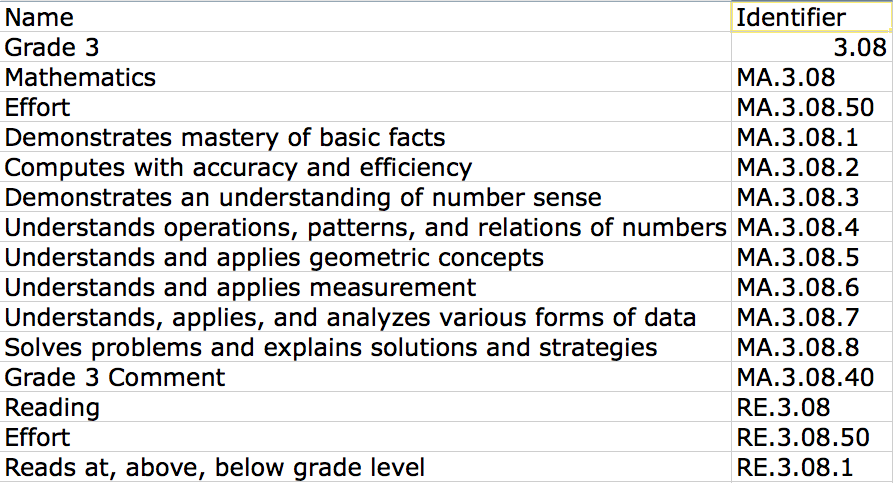 Name Identifier
Grade 3 3.08
Mathematics MA.3.08
Effort MA.3.08.50
Demonstrates mastery of basic facts MA.3.08.1
Computes with accuracy and efficiency MA.3.08.2
Demonstrates an understanding of number sense MA.3.08.3
Understands operations, patterns, and relations of numbers MA.3.08.4
Understands and applies geometric concepts MA.3.08.5
Understands and applies measurement MA.3.08.6
Understands, applies, and analyzes various forms of data MA.3.08.7
Solves problems and explains solutions and strategies MA.3.08.8
Grade 3 Comment MA.3.08.40
Reading RE.3.08
Effort RE.3.08.50
Reads at, above, below grade level RE.3.08.1